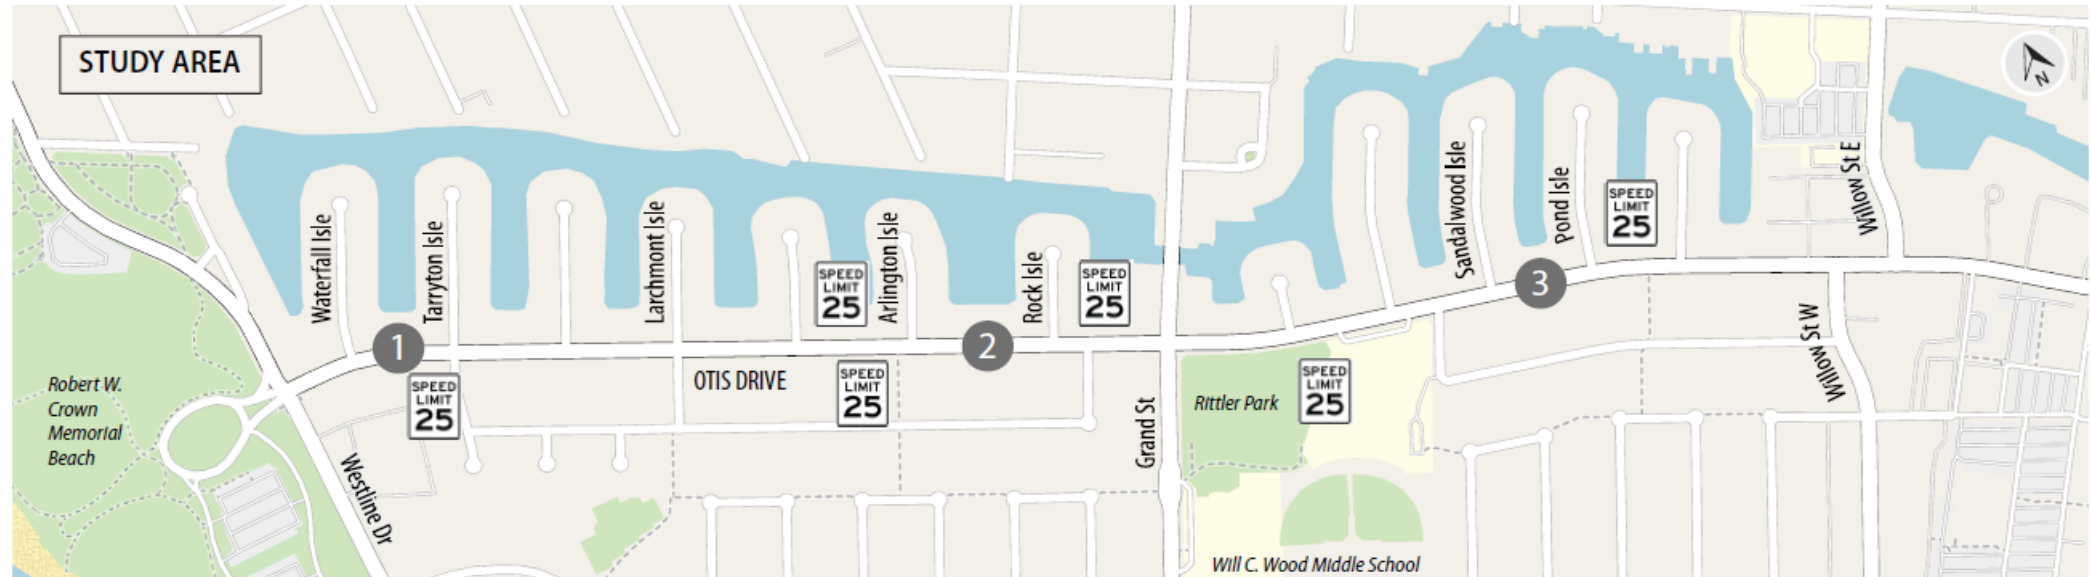 STUDY AREA
N
Waterfall Isle
Tarryton Isle
Larchmont Isle
Arlington Isle
Rock Isle
Sandalwood Isle
Pond Isle
Willow St E
SPEED
LIMIT
25
SPEED
LIMIT
25
SPEED
LIMIT
25
1
2
3
SPEED
LIMIT
25
SPEED
LIMIT
25
SPEED
LIMIT
25
OTIS DRIVE
Willow St W
Robert W.
Crown
Memorial
Beach
Westline Dr
Grand St
Rittler Park
Will C. Wood Middle School